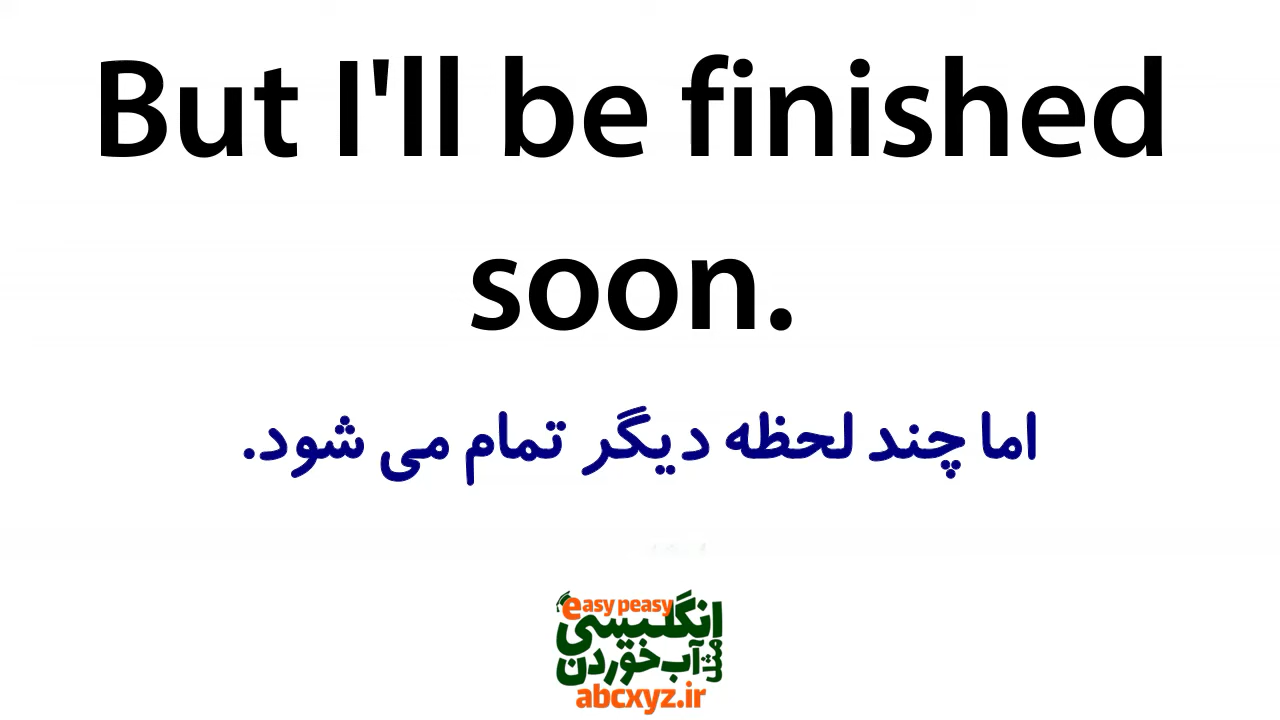 But I'll be finished
soon.
اما چند لحظه دیگر تمام می شود.
easy peasy
انگلیسی
مثل آب خوردن
abcxyz.ir